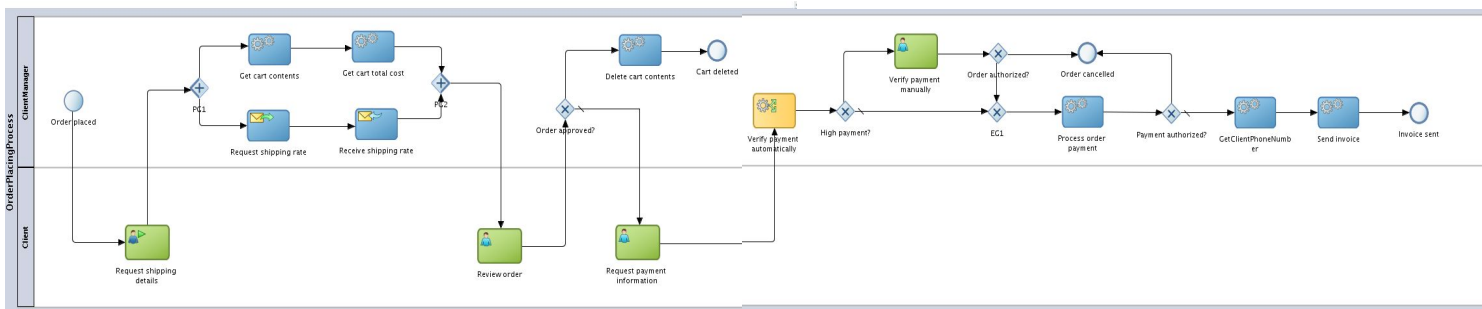 OrderPlacingProcess
ClientManager
Client
Order placed
Request shipping
details
PG1
Get cart contents
Get cart total cost
Request shipping rate
Receive shipping rate
PG2
Review order
Order approved?
Delete cart contents
Cart deleted
Request payment
information
Verify payment
automatically
High payment?
Verify payment
manually
Order authorized?
Order cancelled
EG1
Process order
payment
Payment authorized?
GetClientPhoneNumb
er
Send invoice
Invoice sent